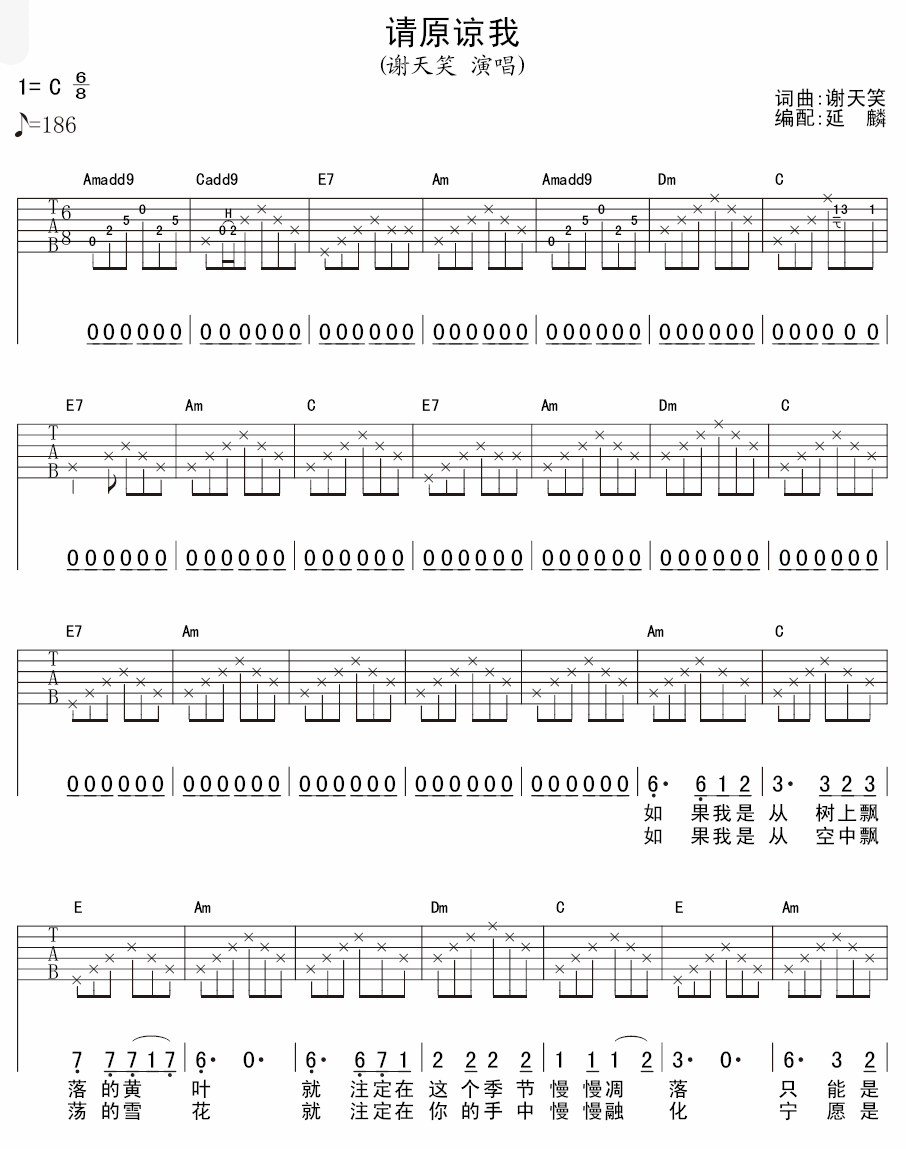 请原谅我
(谢天笑 演唱)
1= C 6/8
♪=186
词曲:谢天笑
编配:延 麟
Amadd9 Cadd9 E7 Am Amadd9 Dm C
T A B 6 8 0 2 5 0 2 5 H 0 2 0 2 5 0 2 5 13 1
0 0 0 0 0 0 0 0 0 0 0 0 0 0 0 0 0 0 0 0 0 0 0 0 0 0 0 0 0 0 0 0 0 0 0 0 0 0 0 0 0 0 0
E7 Am C E7 Am Dm C
T A B
0 0 0 0 0 0 0 0 0 0 0 0 0 0 0 0 0 0 0 0 0 0 0 0 0 0 0 0 0 0 0 0 0 0 0 0 0 0 0 0 0 0
E7 Am Am C
T A B
0 0 0 0 0 0 0 0 0 0 0 0 0 0 0 0 0 0 0 0 0 0 0 0 0 0 0 0 0 0 6· 6 1 2 3· 3 2 3
如 果我是 从 树上飘
如 果我是 从 空中飘
E Am Dm C E Am
T A B
7 7 7 1 7 6· 0· 6· 6 7 1 2 2 2 2 1 1 1 2 3· 0· 6· 3 2
落 的黄 叶 就 注定在 这 个季 节 慢 慢凋 落 只 能是
荡 的雪 花 就 注定在 你 的手 中 慢 慢融 化 宁 愿是